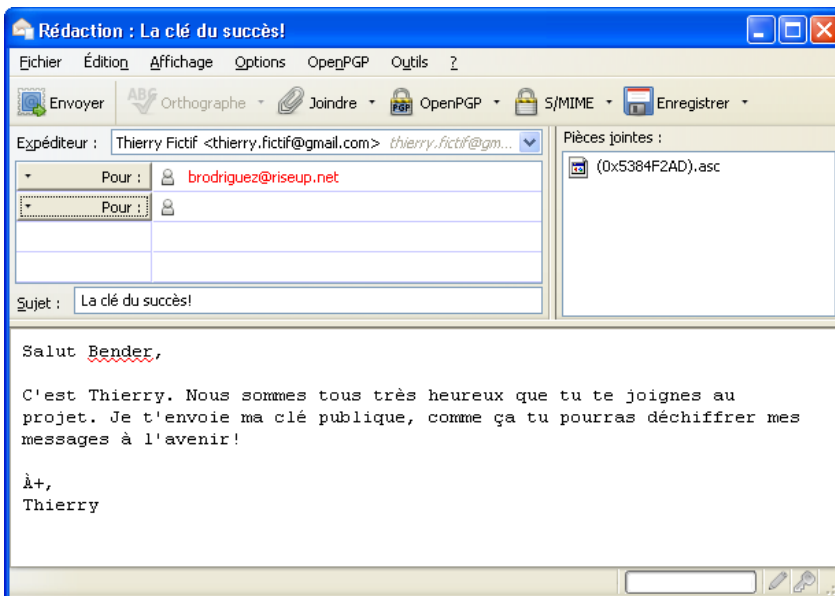 Rédaction : La clé du succès!
Fichier Édition Affichage Options OpenPGP Outils ?
Envoyer Orthographe Joindre OpenPGP S/MIME Enregistrer
Expéditeur : Thierry Fictif <thierry.fictif@gmail.com> thierry.fictif@gm...
Pièces jointes :
Pour : brodriguez@riseup.net
(0x5384F2AD).asc
Pour :
Sujet : La clé du succès!
Salut Bender,
C'est Thierry. Nous sommes tous très heureux que tu te joignes au
projet. Je t'envoie ma clé publique, comme ça tu pourras déchiffrer mes
messages à l'avenir!
À+,
Thierry